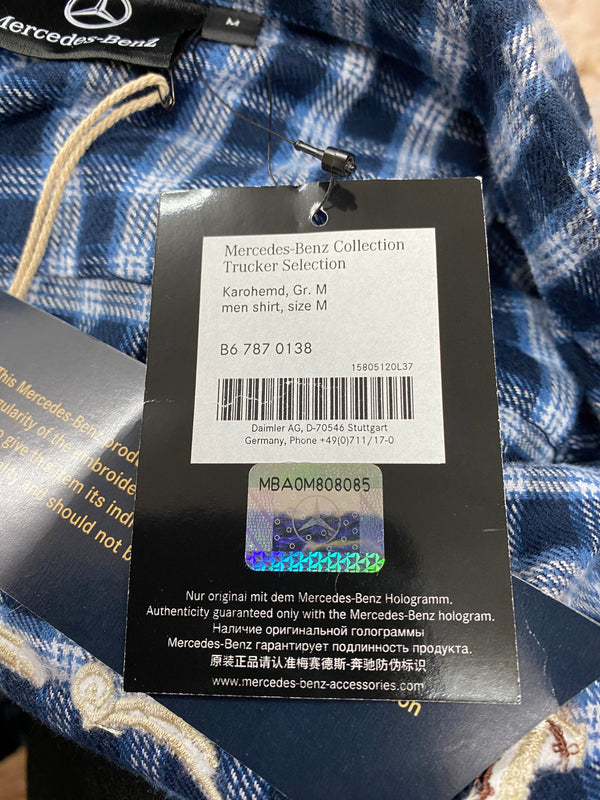 Mercedes-Benz
M
Mercedes-Benz Collection
Trucker Selection
Karohemd, Gr. M
men shirt, size M
B6 787 0138
15805120L37
Daimler AG, D-70546 Stuttgart
Germany, Phone +49(0)711/17-0
MBA0M808085
Nur original mit dem Mercedes-Benz Hologramm.
Authenticity guaranteed only with the Mercedes-Benz hologram.
Наличие оригинальной голограммы
Mercedes-Benz гарантирует подлинность продукта.
原装正品请认准梅赛德斯-奔驰防伪标识
www.mercedes-benz-accessories.com
This Mercedes-Benz
of the
give this its
should not